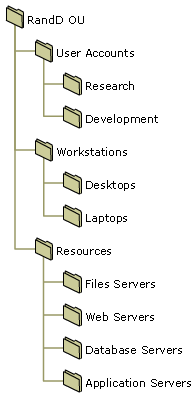 RandD OU
User Accounts
Research
Development
Workstations
Desktops
Laptops
Resources
Files Servers
Web Servers
Database Servers
Application Servers